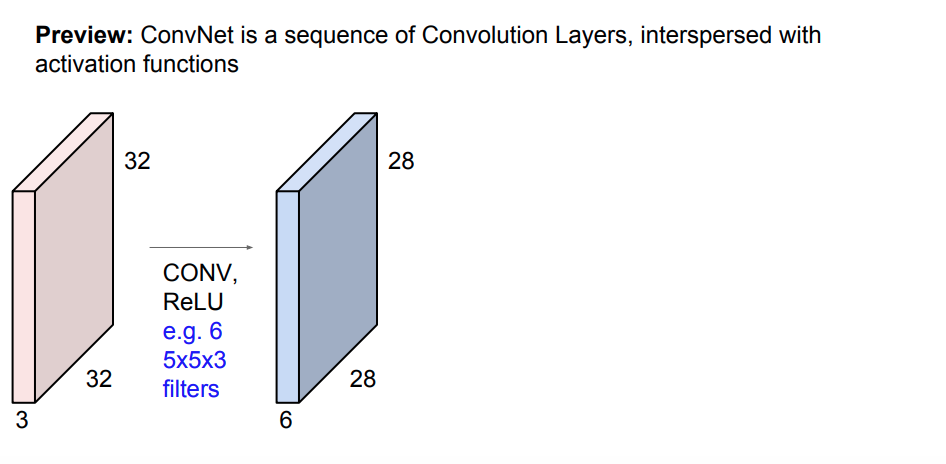 Preview: ConvNet is a sequence of Convolution Layers, interspersed with
activation functions
32
28
CONV,
ReLU
e.g. 6
5x5x3
filters
32
28
3
6